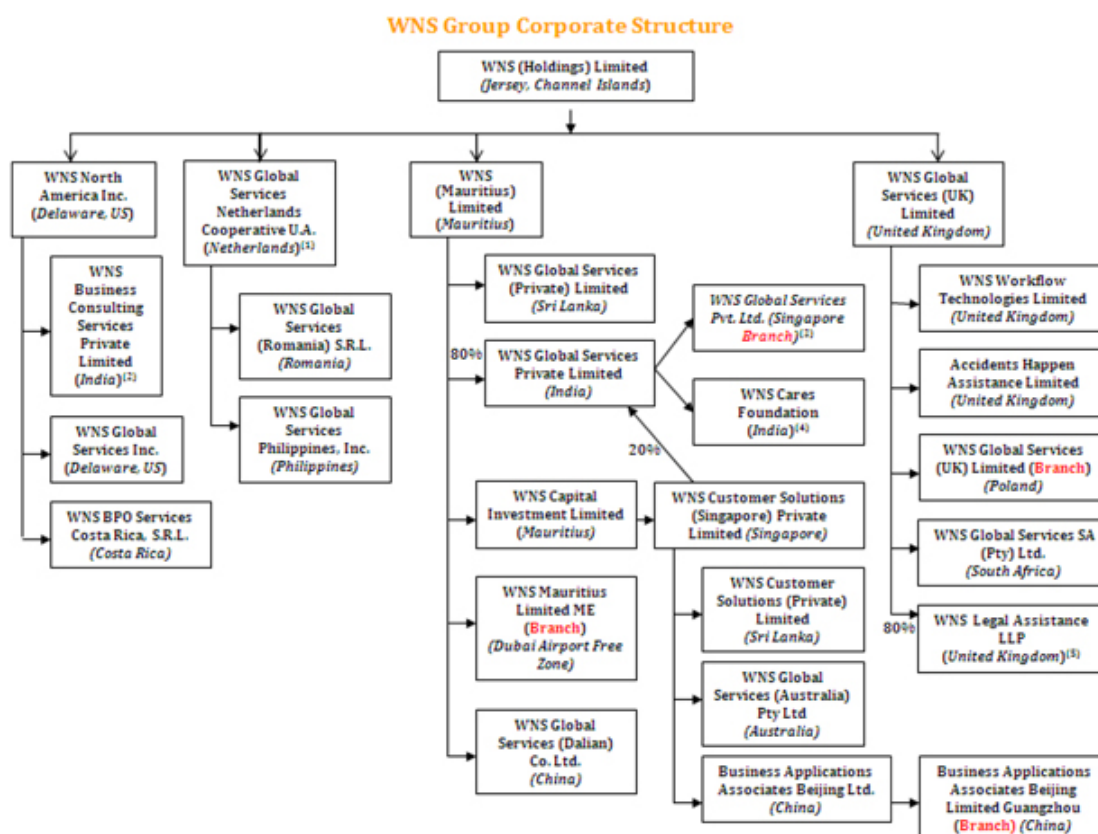 WNS Group Corporate Structure
WNS (Holdings) Limited
(Jersey, Channel Islands)
WNS North
America Inc.
(Delaware, US)
WNS Global
Services
Netherlands
Cooperative U.A.
(Netherlands)(1)
WNS
(Mauritius)
Limited
(Mauritius)
WNS Global
Services (UK)
Limited
(United Kingdom)
WNS
Business
Consulting
Services
Private
Limited
(India)(2)
WNS Global
Services Inc.
(Delaware, US)
WNS BPO Services
Costa Rica, S.R.L.
(Costa Rica)
WNS Global
Services
(Romania) S.R.L.
(Romania)
WNS Global
Services
Philippines, Inc.
(Philippines)
WNS Global Services
(Private) Limited
(Sri Lanka)
80%
WNS Global Services
Private Limited
(India)
WNS Global Services
Pvt. Ltd. (Singapore
Branch)(2)
WNS Cares
Foundation
(India)(4)
20%
WNS Capital
Investment Limited
(Mauritius)
WNS Customer Solutions
(Singapore) Private
Limited (Singapore)
WNS Mauritius
Limited ME
(Branch)
(Dubai Airport Free
Zone)
WNS Global
Services (Dalian)
Co. Ltd.
(China)
WNS Customer
Solutions (Private)
Limited
(Sri Lanka)
WNS Global
Services (Australia)
Pty Ltd
(Australia)
Business Applications
Associates Beijing Ltd.
(China)
Business Applications
Associates Beijing
Limited Guangzhou
(Branch) (China)
WNS Workflow
Technologies Limited
(United Kingdom)
Accidents Happen
Assistance Limited
(United Kingdom)
WNS Global Services
(UK) Limited (Branch)
(Poland)
WNS Global Services SA
(Pty) Ltd.
(South Africa)
80%
WNS Legal Assistance
LLP
(United Kingdom)(5)